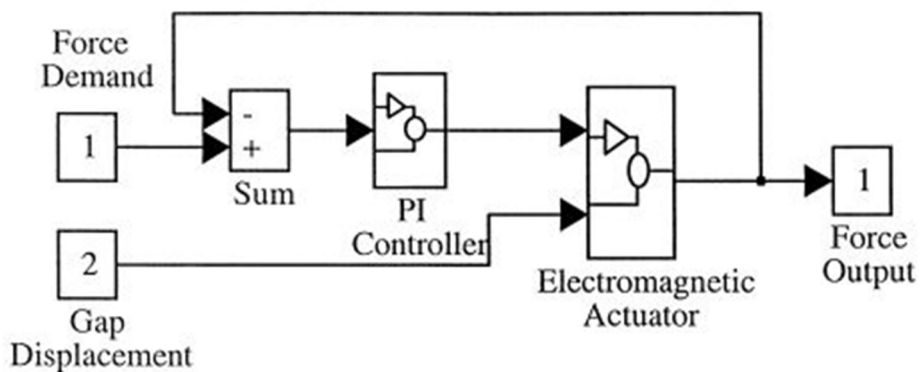 Force
Demand
1
-
+
Sum
PI
Controller
2
Gap
Displacement
Electromagnetic
Actuator
1
Force
Output